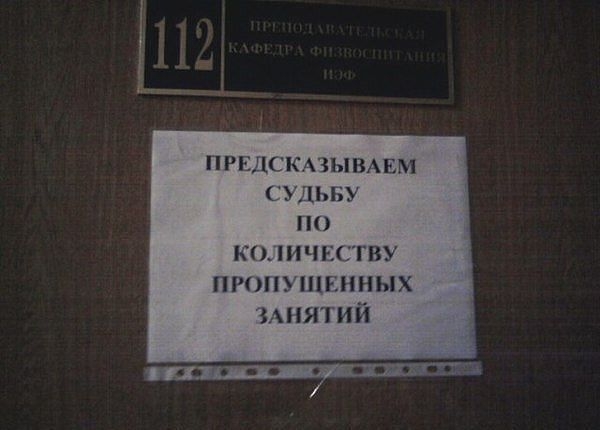 112
ПРЕПОДАВАТЕЛЬСКАЯ
КАФЕДРА ФИЗВОСПИТАНИЯ
ИЭФ
ПРЕДСКАЗЫВАЕМ
СУДЬБУ
ПО
КОЛИЧЕСТВУ
ПРОПУЩЕННЫХ
ЗАНЯТИЙ